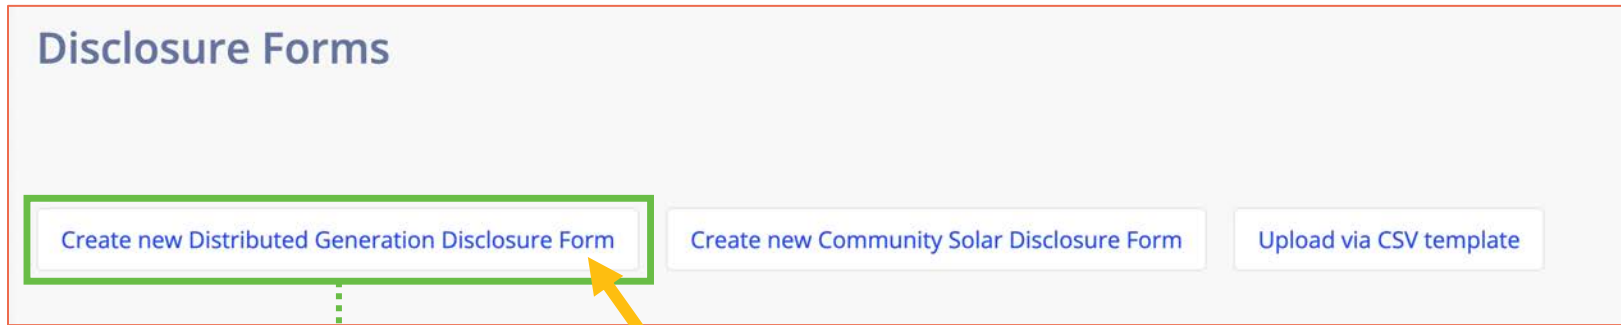 Disclosure Forms
Create new Distributed Generation Disclosure Form
Create new Community Solar Disclosure Form
Upload via CSV template